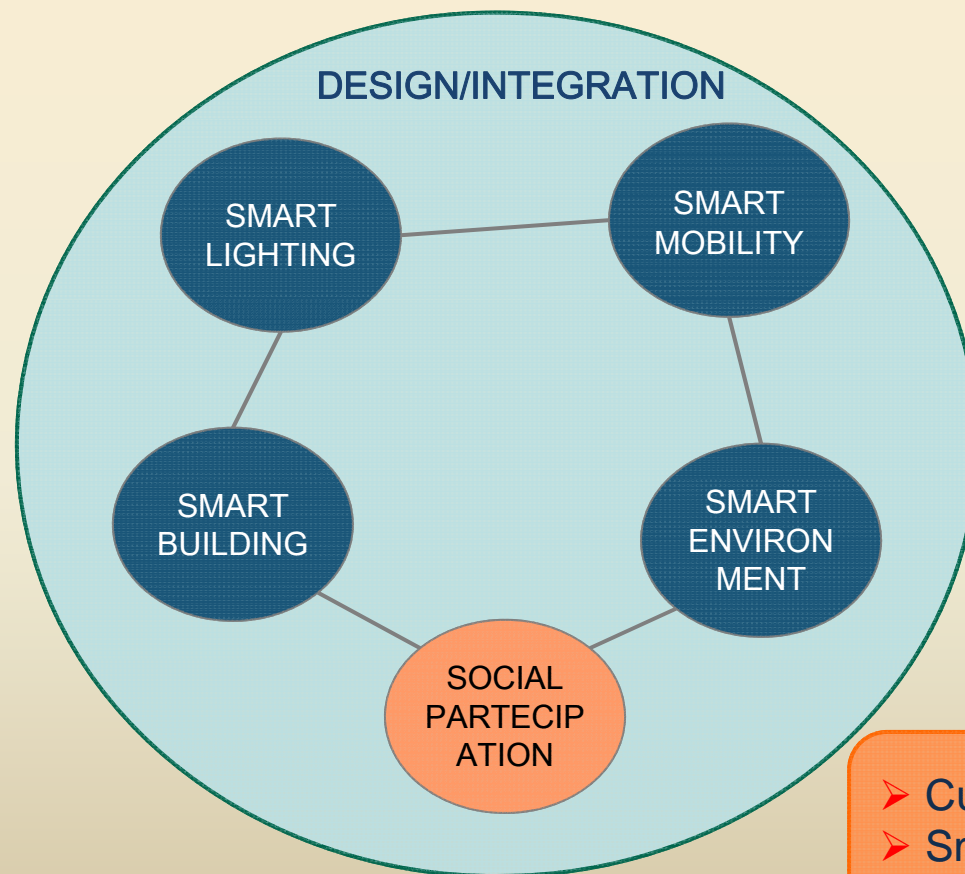 DESIGN/INTEGRATION
SMART
LIGHTING
SMART
MOBILITY
SMART
BUILDING
SMART
ENVIRON
MENT
SOCIAL
PARTECIP
ATION